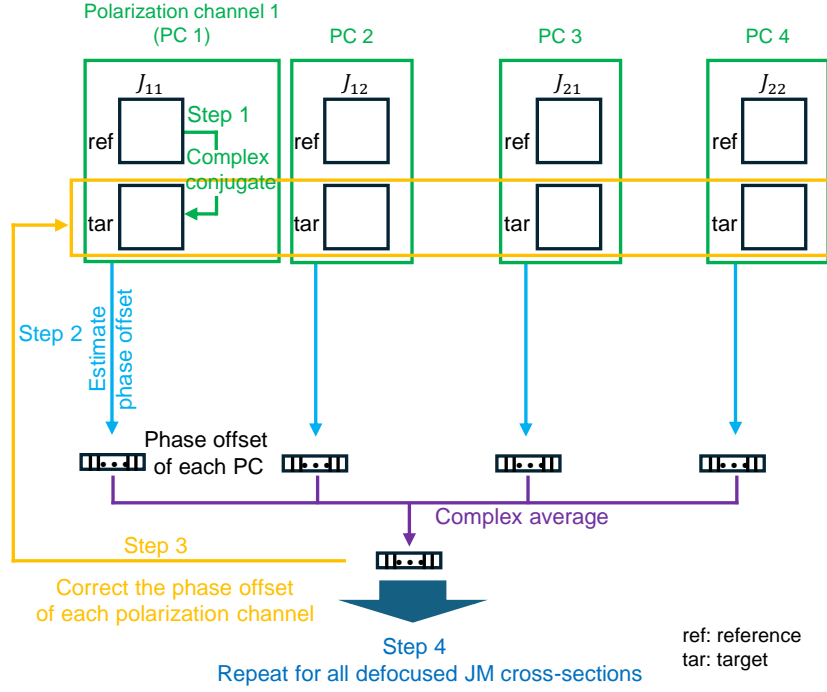 Polarization channel 1
(PC 1)
PC 2
PC 3
PC 4
J₁₁
J₁₂
J₂₁
J₂₂
Step 1
ref
ref
ref
ref
Complex
conjugate
tar
tar
tar
tar
Step 2
Estimate
phase offset
Phase offset
of each PC
Complex average
Step 3
Correct the phase offset
of each polarization channel
Step 4
Repeat for all defocused JM cross-sections
ref: reference
tar: target